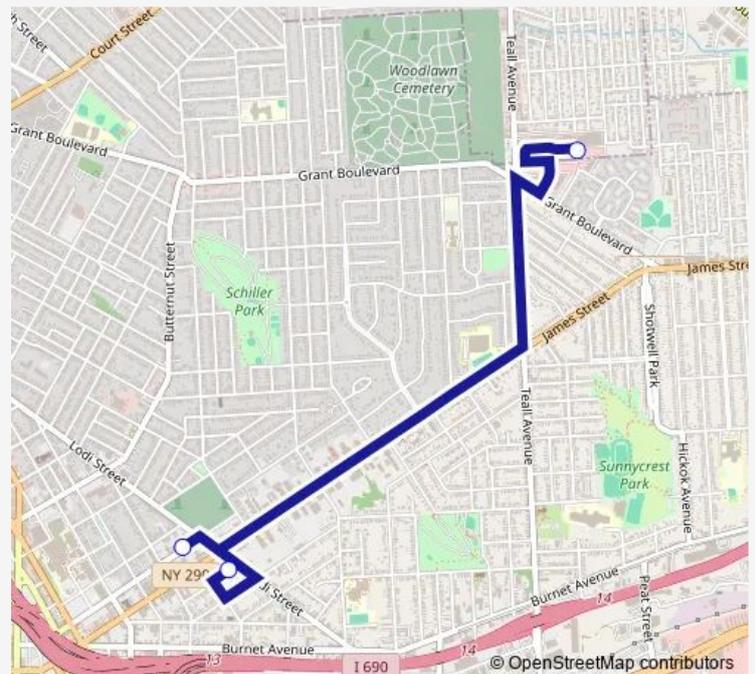 h Street
Court Street
Teall Avenue
Woodlawn
Cemetery
Grant Boulevard
Grant Boulevard
Grant Boulevard
James Street
James Stre
Butternut Street
Schiller
Park
Shotwell Park
Teall Avenue
Lodi Street
Sunnycrest
Park
Hickok Avenue
NY 290
di Street
Burnet Avenue
14
Peat Street
Burnet Avenue
13
14
I 690
© OpenStreetMap contributors